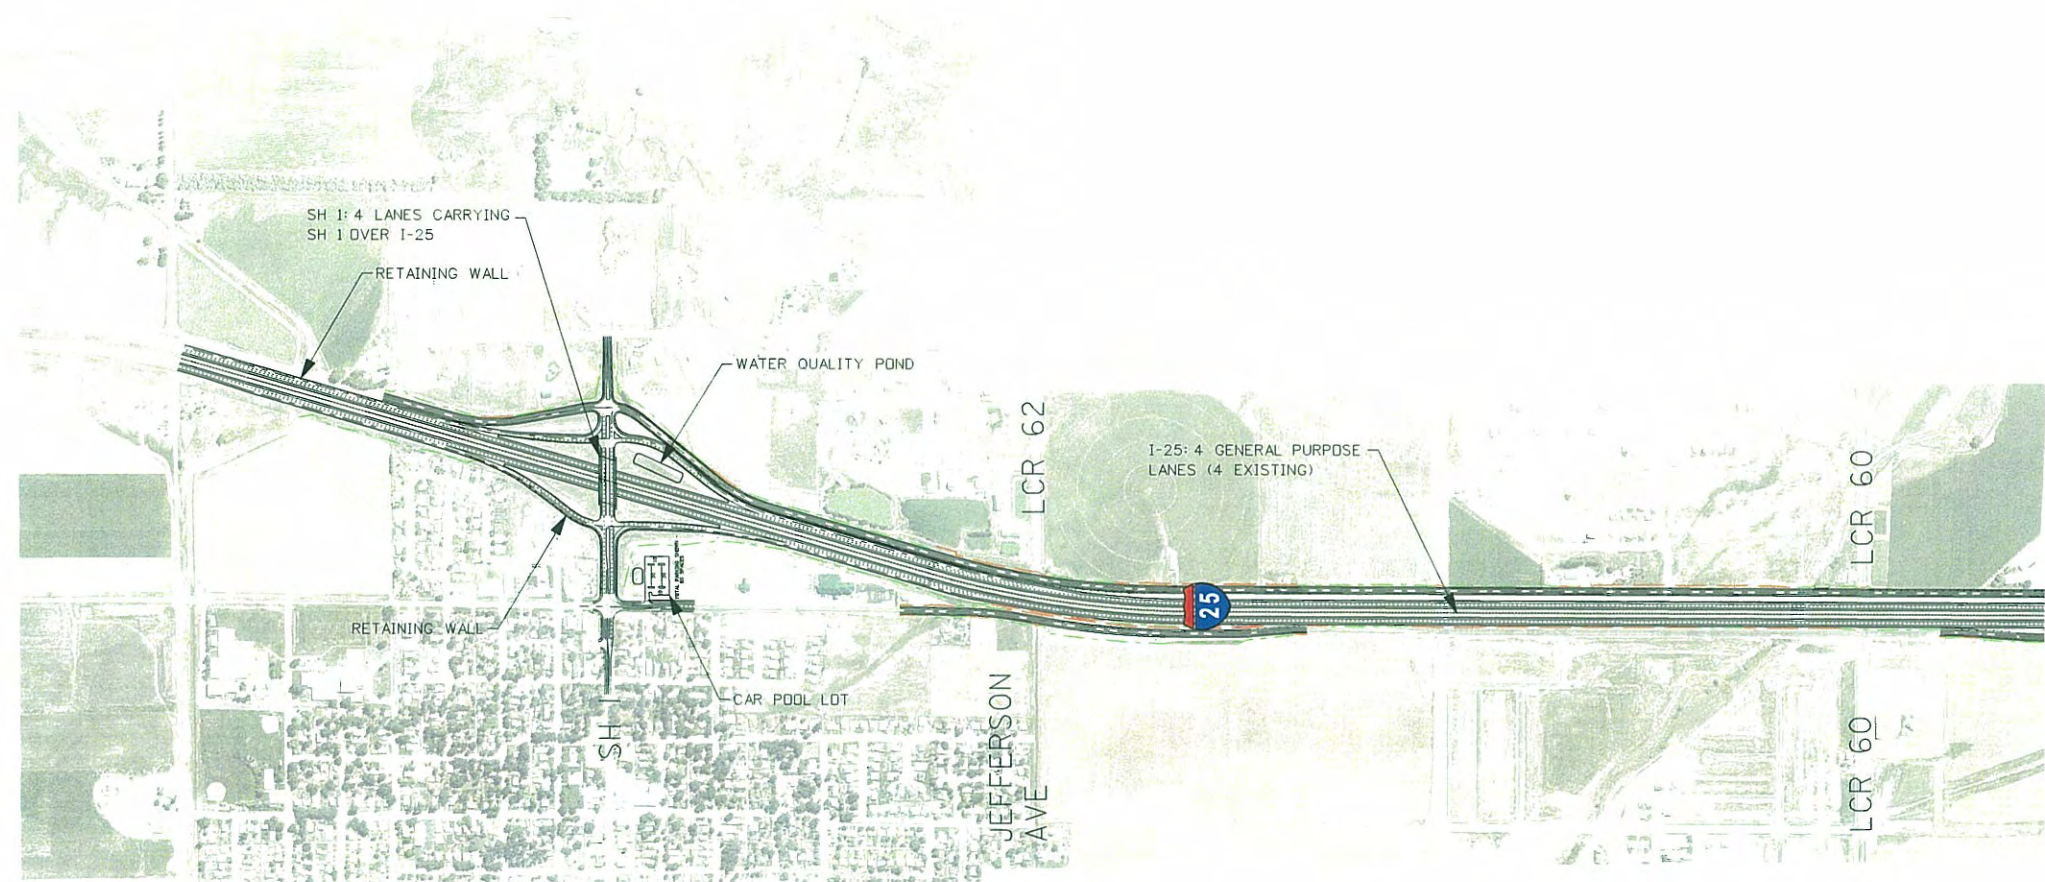 SH 1: 4 LANES CARRYING
SH 1 OVER I-25
RETAINING WALL
WATER QUALITY POND
LCR 62
I-25: 4 GENERAL PURPOSE
LANES (4 EXISTING)
LCR 60
25
RETAINING WALL
CAR POOL LOT
SH 1
JEFFERSON
AVE
LCR 60